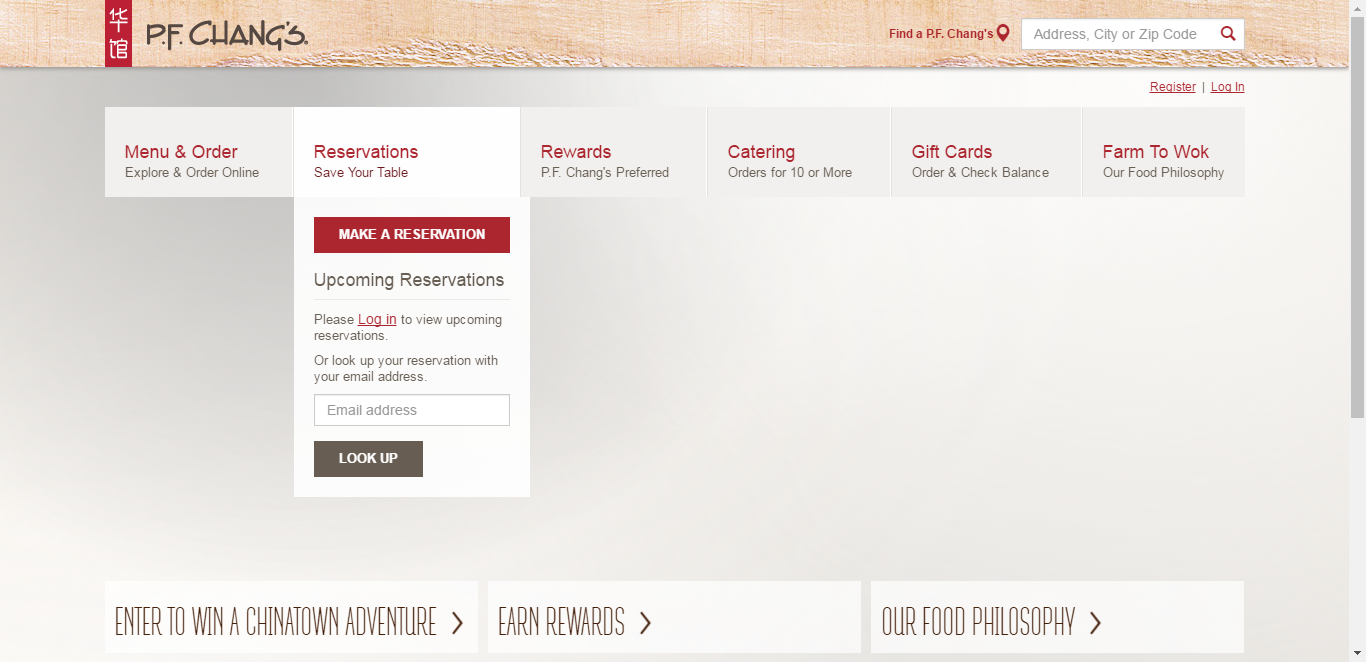 华
馆
P.F. CHANG'S.
Find a P.F. Chang's
Address, City or Zip Code
Register | Log In
Menu & Order
Explore & Order Online
Reservations
Save Your Table
Rewards
P.F. Chang's Preferred
Catering
Orders for 10 or More
Gift Cards
Order & Check Balance
Farm To Wok
Our Food Philosophy
MAKE A RESERVATION
Upcoming Reservations
Please Log in to view upcoming
reservations.
Or look up your reservation with
your email address.
Email address
LOOK UP
ENTER TO WIN A CHINATOWN ADVENTURE
EARN REWARDS
OUR FOOD PHILOSOPHY